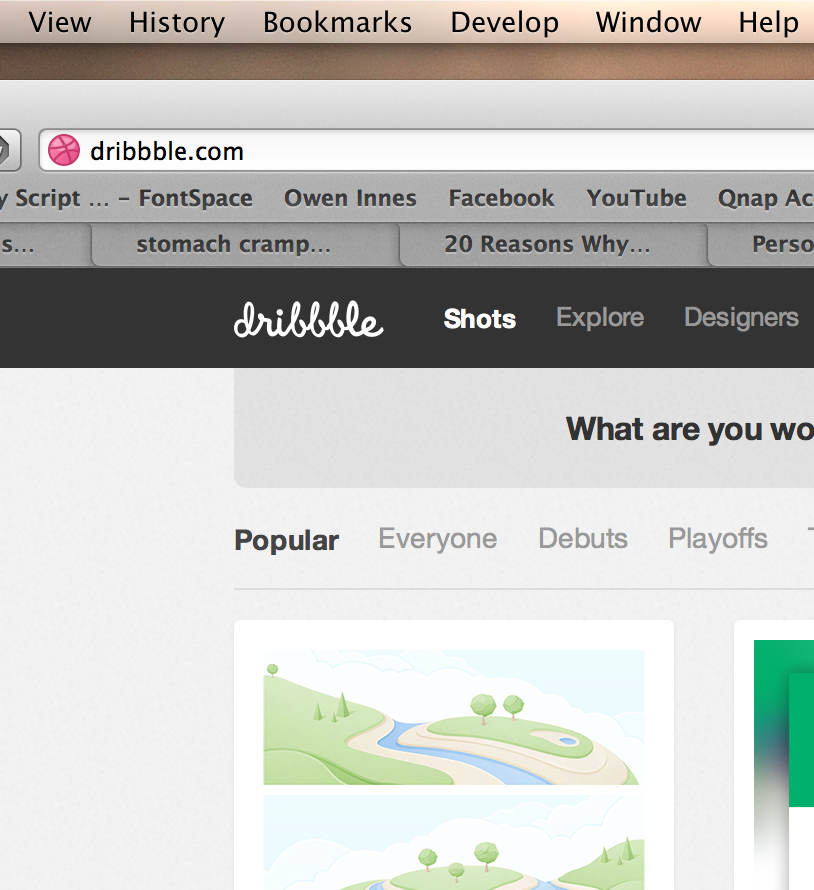 View History Bookmarks Develop Window Help
dribbble.com
Script ... – FontSpace Owen Innes Facebook YouTube Qnap
s... stomach cramp... 20 Reasons Why... Perso
dribbble Shots Explore Designers
What are you wo
Popular Everyone Debuts Playoffs